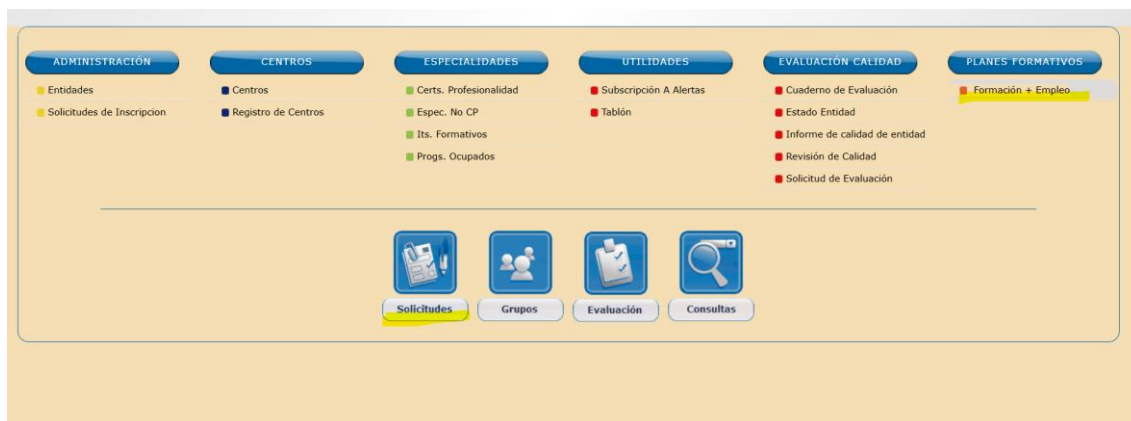 ADMINISTRACIÓN
Entidades
Solicitudes de Inscripcion
CENTROS
Centros
Registro de Centros
ESPECIALIDADES
Certs. Profesionalidad
Espec. No CP
Its. Formativos
Progs. Ocupados
UTILIDADES
Subscripción A Alertas
Tablón
EVALUACIÓN CALIDAD
Cuaderno de Evaluación
Estado Entidad
Informe de calidad de entidad
Revisión de Calidad
Solicitud de Evaluación
PLANES FORMATIVOS
Formación + Empleo
Solicitudes
Grupos
Evaluación
Consultas